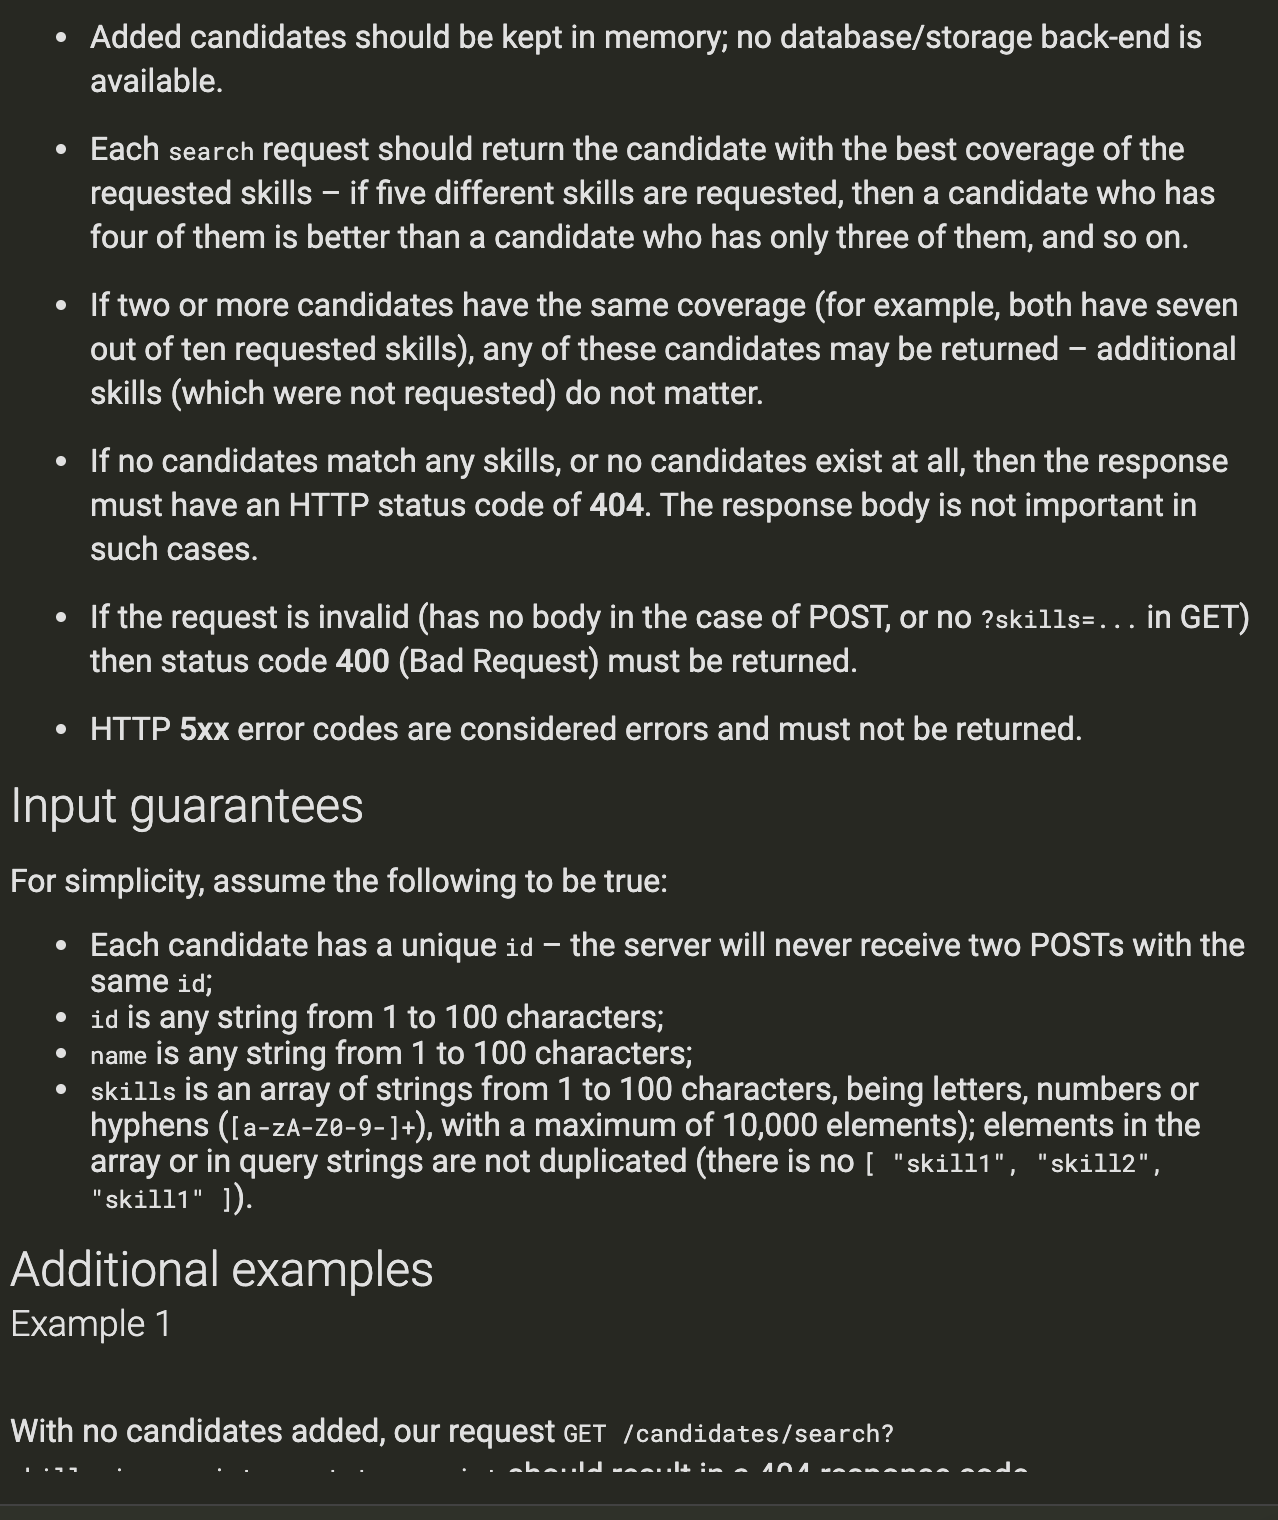 • Added candidates should be kept in memory; no database/storage back-end is
available.
• Each search request should return the candidate with the best coverage of the
requested skills – if five different skills are requested, then a candidate who has
four of them is better than a candidate who has only three of them, and so on.
• If two or more candidates have the same coverage (for example, both have seven
out of ten requested skills), any of these candidates may be returned – additional
skills (which were not requested) do not matter.
• If no candidates match any skills, or no candidates exist at all, then the response
must have an HTTP status code of 404. The response body is not important in
such cases.
• If the request is invalid (has no body in the case of POST, or no ?skills=... in GET)
then status code 400 (Bad Request) must be returned.
• HTTP 5xx error codes are considered errors and must not be returned.
Input guarantees
For simplicity, assume the following to be true:
• Each candidate has a unique id – the server will never receive two POSTs with the
same id;
• id is any string from 1 to 100 characters;
• name is any string from 1 to 100 characters;
• skills is an array of strings from 1 to 100 characters, being letters, numbers or
hyphens ([a-zA-Z0-9-]+), with a maximum of 10,000 elements); elements in the
array or in query strings are not duplicated (there is no [ "skill1", "skill2",
"skill1" ]).
Additional examples
Example 1
With no candidates added, our request GET /candidates/search?
should result in a 404 response code